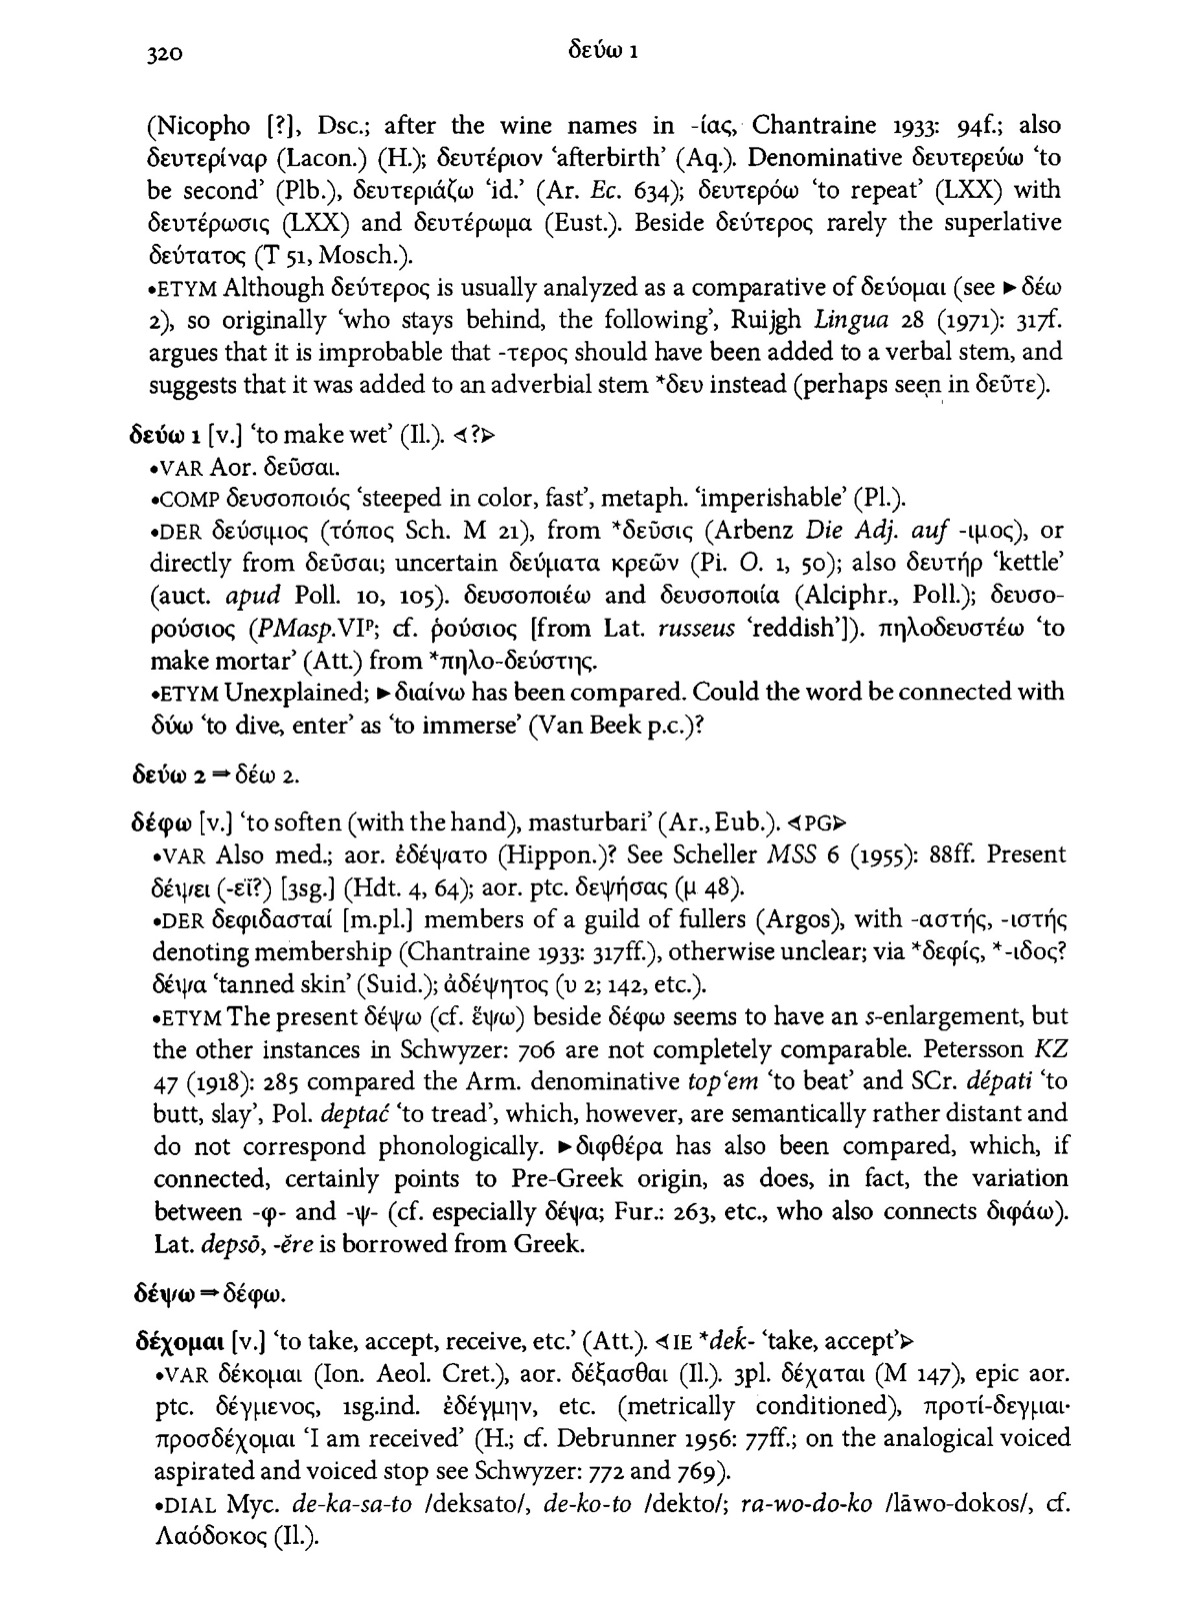 320
δεύω 1
(Nicopho [?], Dsc.; after the wine names in -ίας, Chantraine 1933: 94f.; also
δευτερίναρ (Lacon.) (H.); δευτέριον ‘afterbirth’ (Aq.). Denominative δευτερεύω ‘to
be second’ (Plb.), δευτεριάζω ‘id.’ (Ar. Ec. 634); δευτερόω ‘to repeat’ (LXX) with
δευτέρωσις (LXX) and δευτέρωμα (Eust.). Beside δεύτερος rarely the superlative
δεύτατος (Τ 51, Mosch.).
•ETYM Although δεύτερος is usually analyzed as a comparative of δεύομαι (see ►δέω
2), so originally ‘who stays behind, the following’, Ruijgh Lingua 28 (1971): 317f.
argues that it is improbable that -τερος should have been added to a verbal stem, and
suggests that it was added to an adverbial stem *δευ instead (perhaps seen in δεῦτε).
δεύω 1 [v.] ‘to make wet’ (Il.). ⊲?⊳
•VAR Aor. δεῦσαι.
•COMP δευσοποιός ‘steeped in color, fast’, metaph. ‘imperishable’ (Pl.).
•DER δεύσιμος (τόπος Sch. M 21), from *δεῦσις (Arbenz Die Adj. auf -ιμος), or
directly from δεῦσαι; uncertain δεύματα κρεῶν (Pi. O. 1, 50); also δευτήρ ‘kettle’
(auct. apud Poll. 10, 105). δευσοποιέω and δευσοποιία (Alciphr., Poll.); δευσο-
ρούσιος (PMasp.VIᵖ; cf. ῥούσιος [from Lat. russeus ‘reddish’]). πηλοδευστέω ‘to
make mortar’ (Att.) from *πηλο-δεύστης.
•ETYM Unexplained; ►διαίνω has been compared. Could the word be connected with
δύω ‘to dive, enter’ as ‘to immerse’ (Van Beek p.c.)?
δεύω 2 ⇒ δέω 2.
δέφω [v.] ‘to soften (with the hand), masturbari’ (Ar., Eub.). ⊲PG⊳
•VAR Also med.; aor. ἐδέψατο (Hippon.)? See Scheller MSS 6 (1955): 88ff. Present
δέψει (-εῖ?) [3sg.] (Hdt. 4, 64); aor. ptc. δεψήσας (μ 48).
•DER δεφιδασταί [m.pl.] members of a guild of fullers (Argos), with -αστής, -ιστής
denoting membership (Chantraine 1933: 317ff.), otherwise unclear; via *δεφίς, *-ιδος?
δέψα ‘tanned skin’ (Suid.); ἀδέψητος (υ 2; 142, etc.).
•ETYM The present δέψω (cf. ἕψω) beside δέφω seems to have an s-enlargement, but
the other instances in Schwyzer: 706 are not completely comparable. Petersson KZ
47 (1918): 285 compared the Arm. denominative top‘em ‘to beat’ and SCr. dépati ‘to
butt, slay’, Pol. deptać ‘to tread’, which, however, are semantically rather distant and
do not correspond phonologically. ►διφθέρα has also been compared, which, if
connected, certainly points to Pre-Greek origin, as does, in fact, the variation
between -φ- and -ψ- (cf. especially δέψα; Fur.: 263, etc., who also connects διφάω).
Lat. depsō, -ĕre is borrowed from Greek.
δέψω ⇒ δέφω.
δέχομαι [v.] ‘to take, accept, receive, etc.’ (Att.). ⊲IE *deḱ- ‘take, accept’⊳
•VAR δέκομαι (Ion. Aeol. Cret.), aor. δέξασθαι (Il.). 3pl. δέχαται (M 147), epic aor.
ptc. δέγμενος, 1sg.ind. ἐδέγμην, etc. (metrically conditioned), προτί-δεγμαι·
προσδέχομαι ‘I am received’ (H.; cf. Debrunner 1956: 77ff.; on the analogical voiced
aspirated and voiced stop see Schwyzer: 772 and 769).
•DIAL Myc. de-ka-sa-to /deksato/, de-ko-to /dekto/; ra-wo-do-ko /lāwo-dokos/, cf.
Λαόδοκος (Il.).